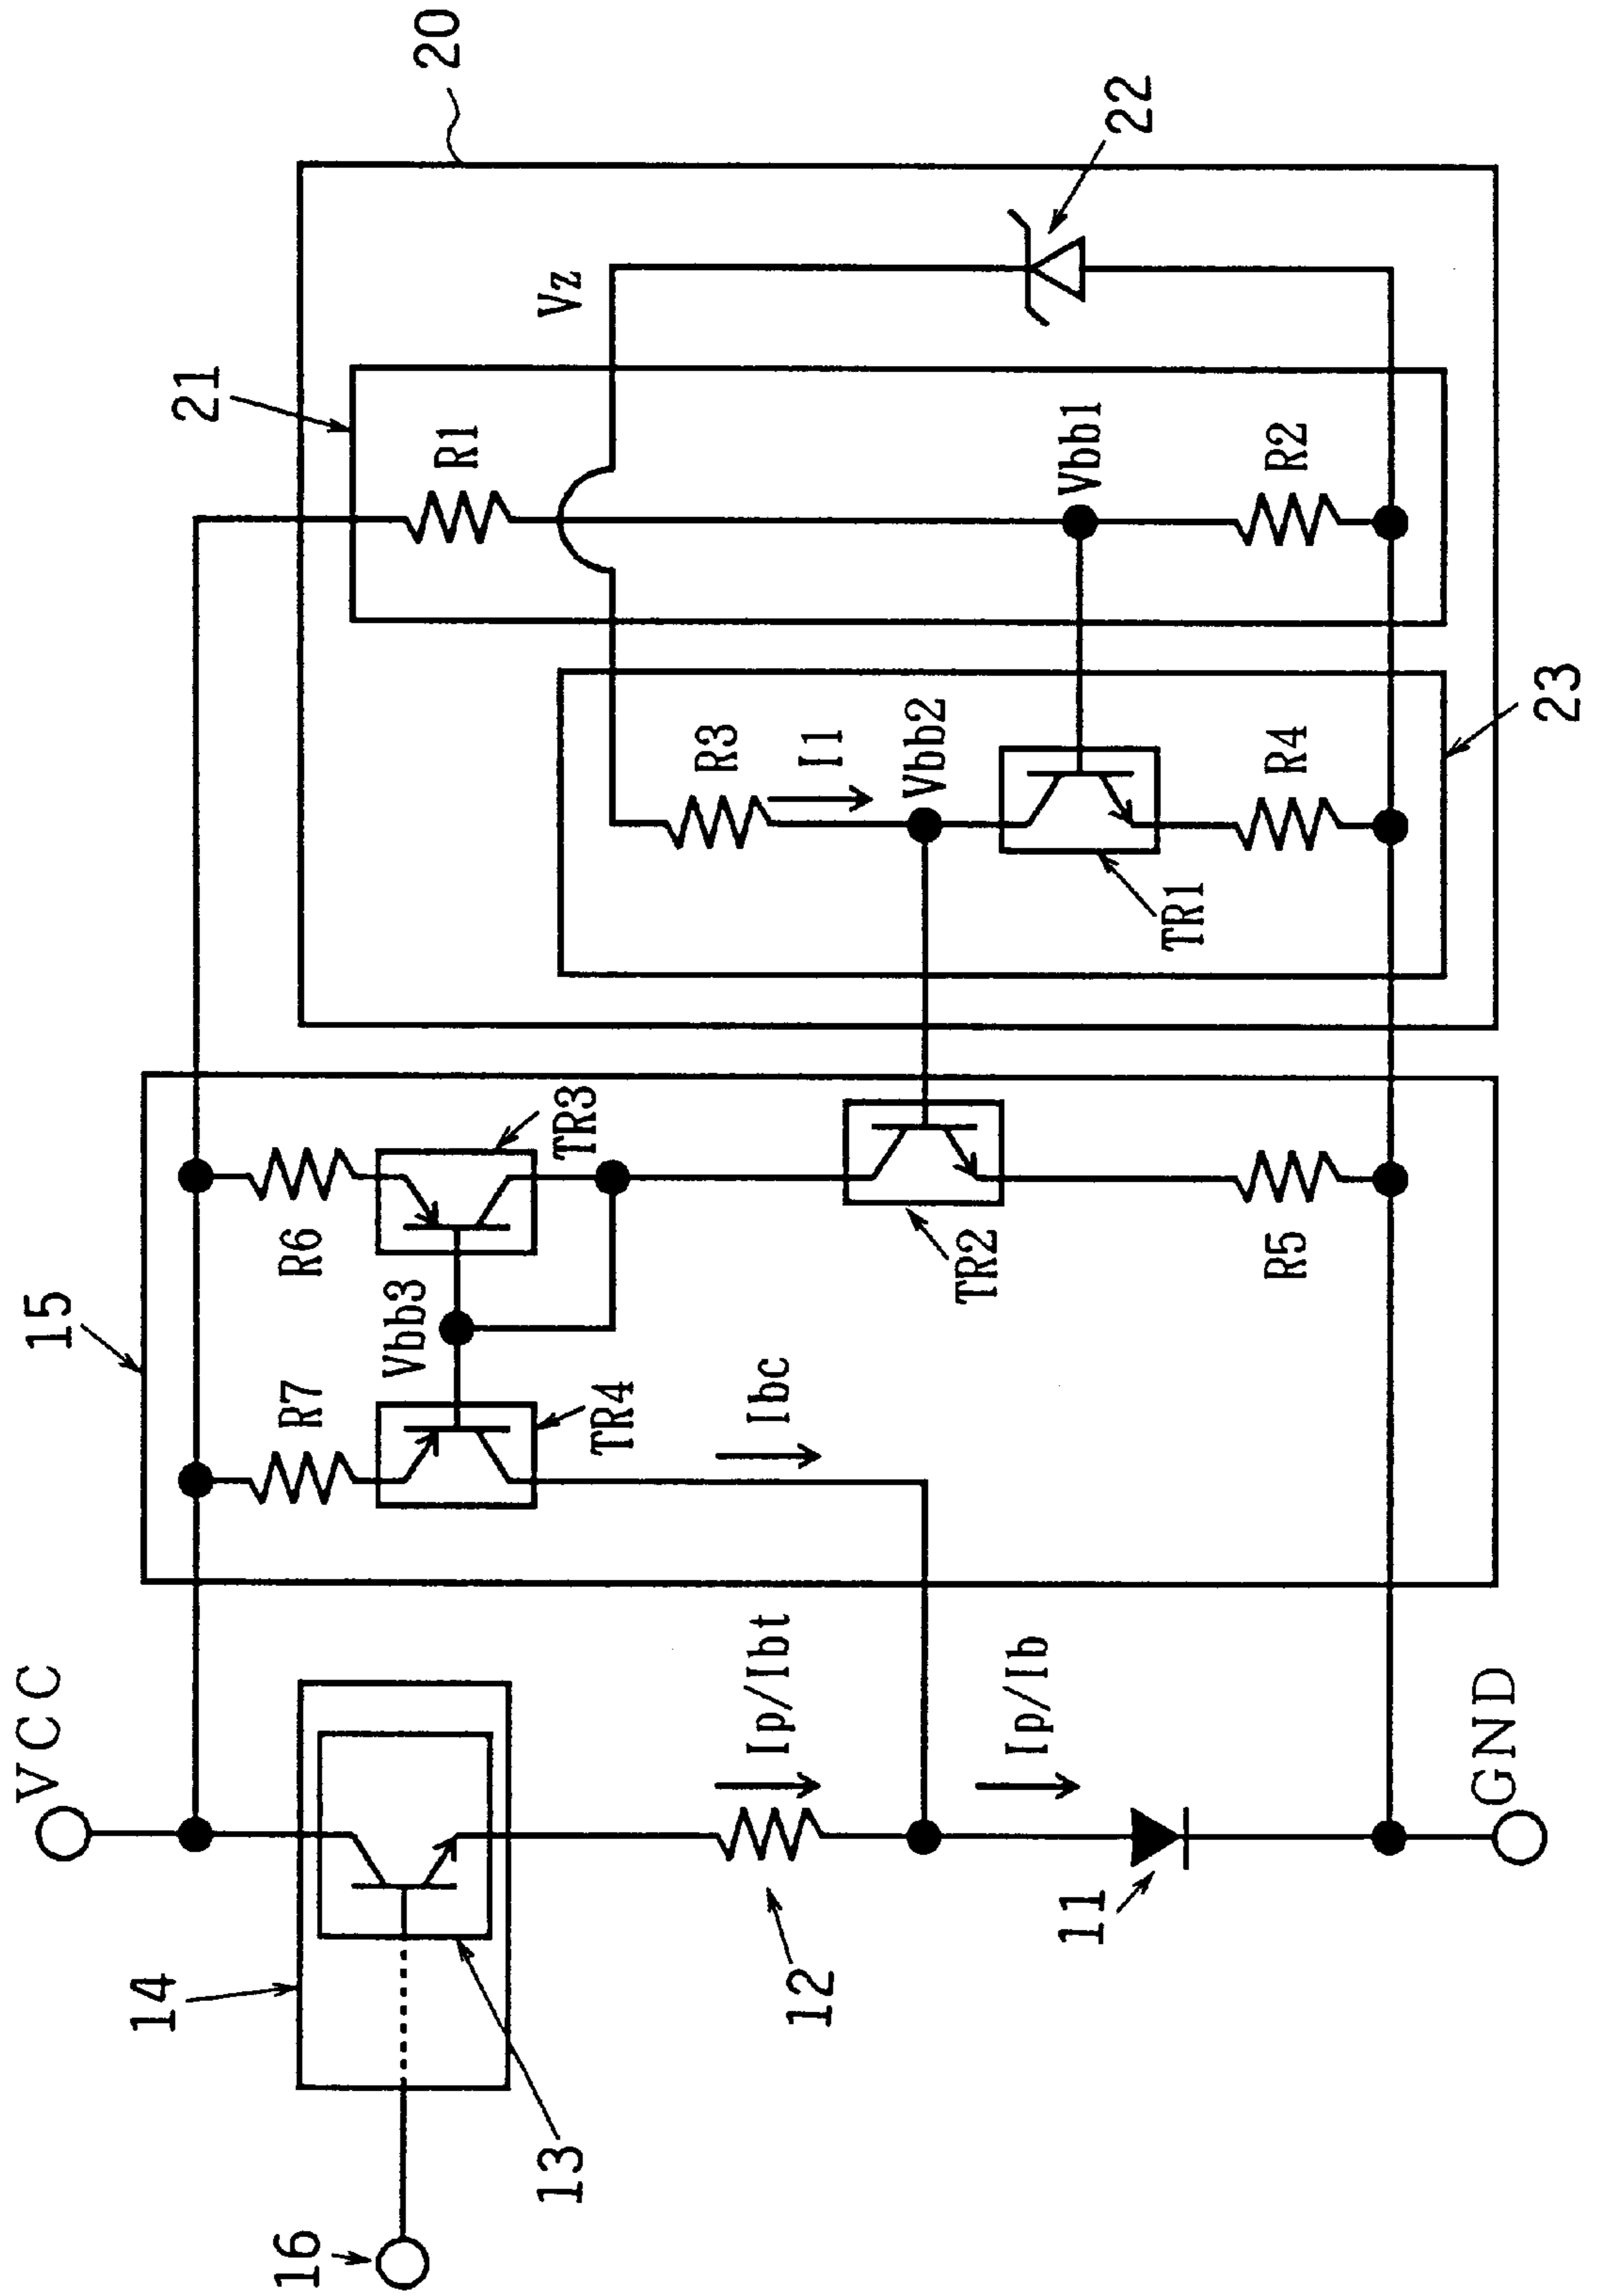 VCC
14
16
13
12
Ip/Ibt
Ip/Ib
11
GND
15
R7
R6
Vbb3
TR4
TR3
Ibc
TR2
R5
20
21
R1
Vz
22
R3
I1
Vbb2
Vbb1
TR1
R4
R2
23